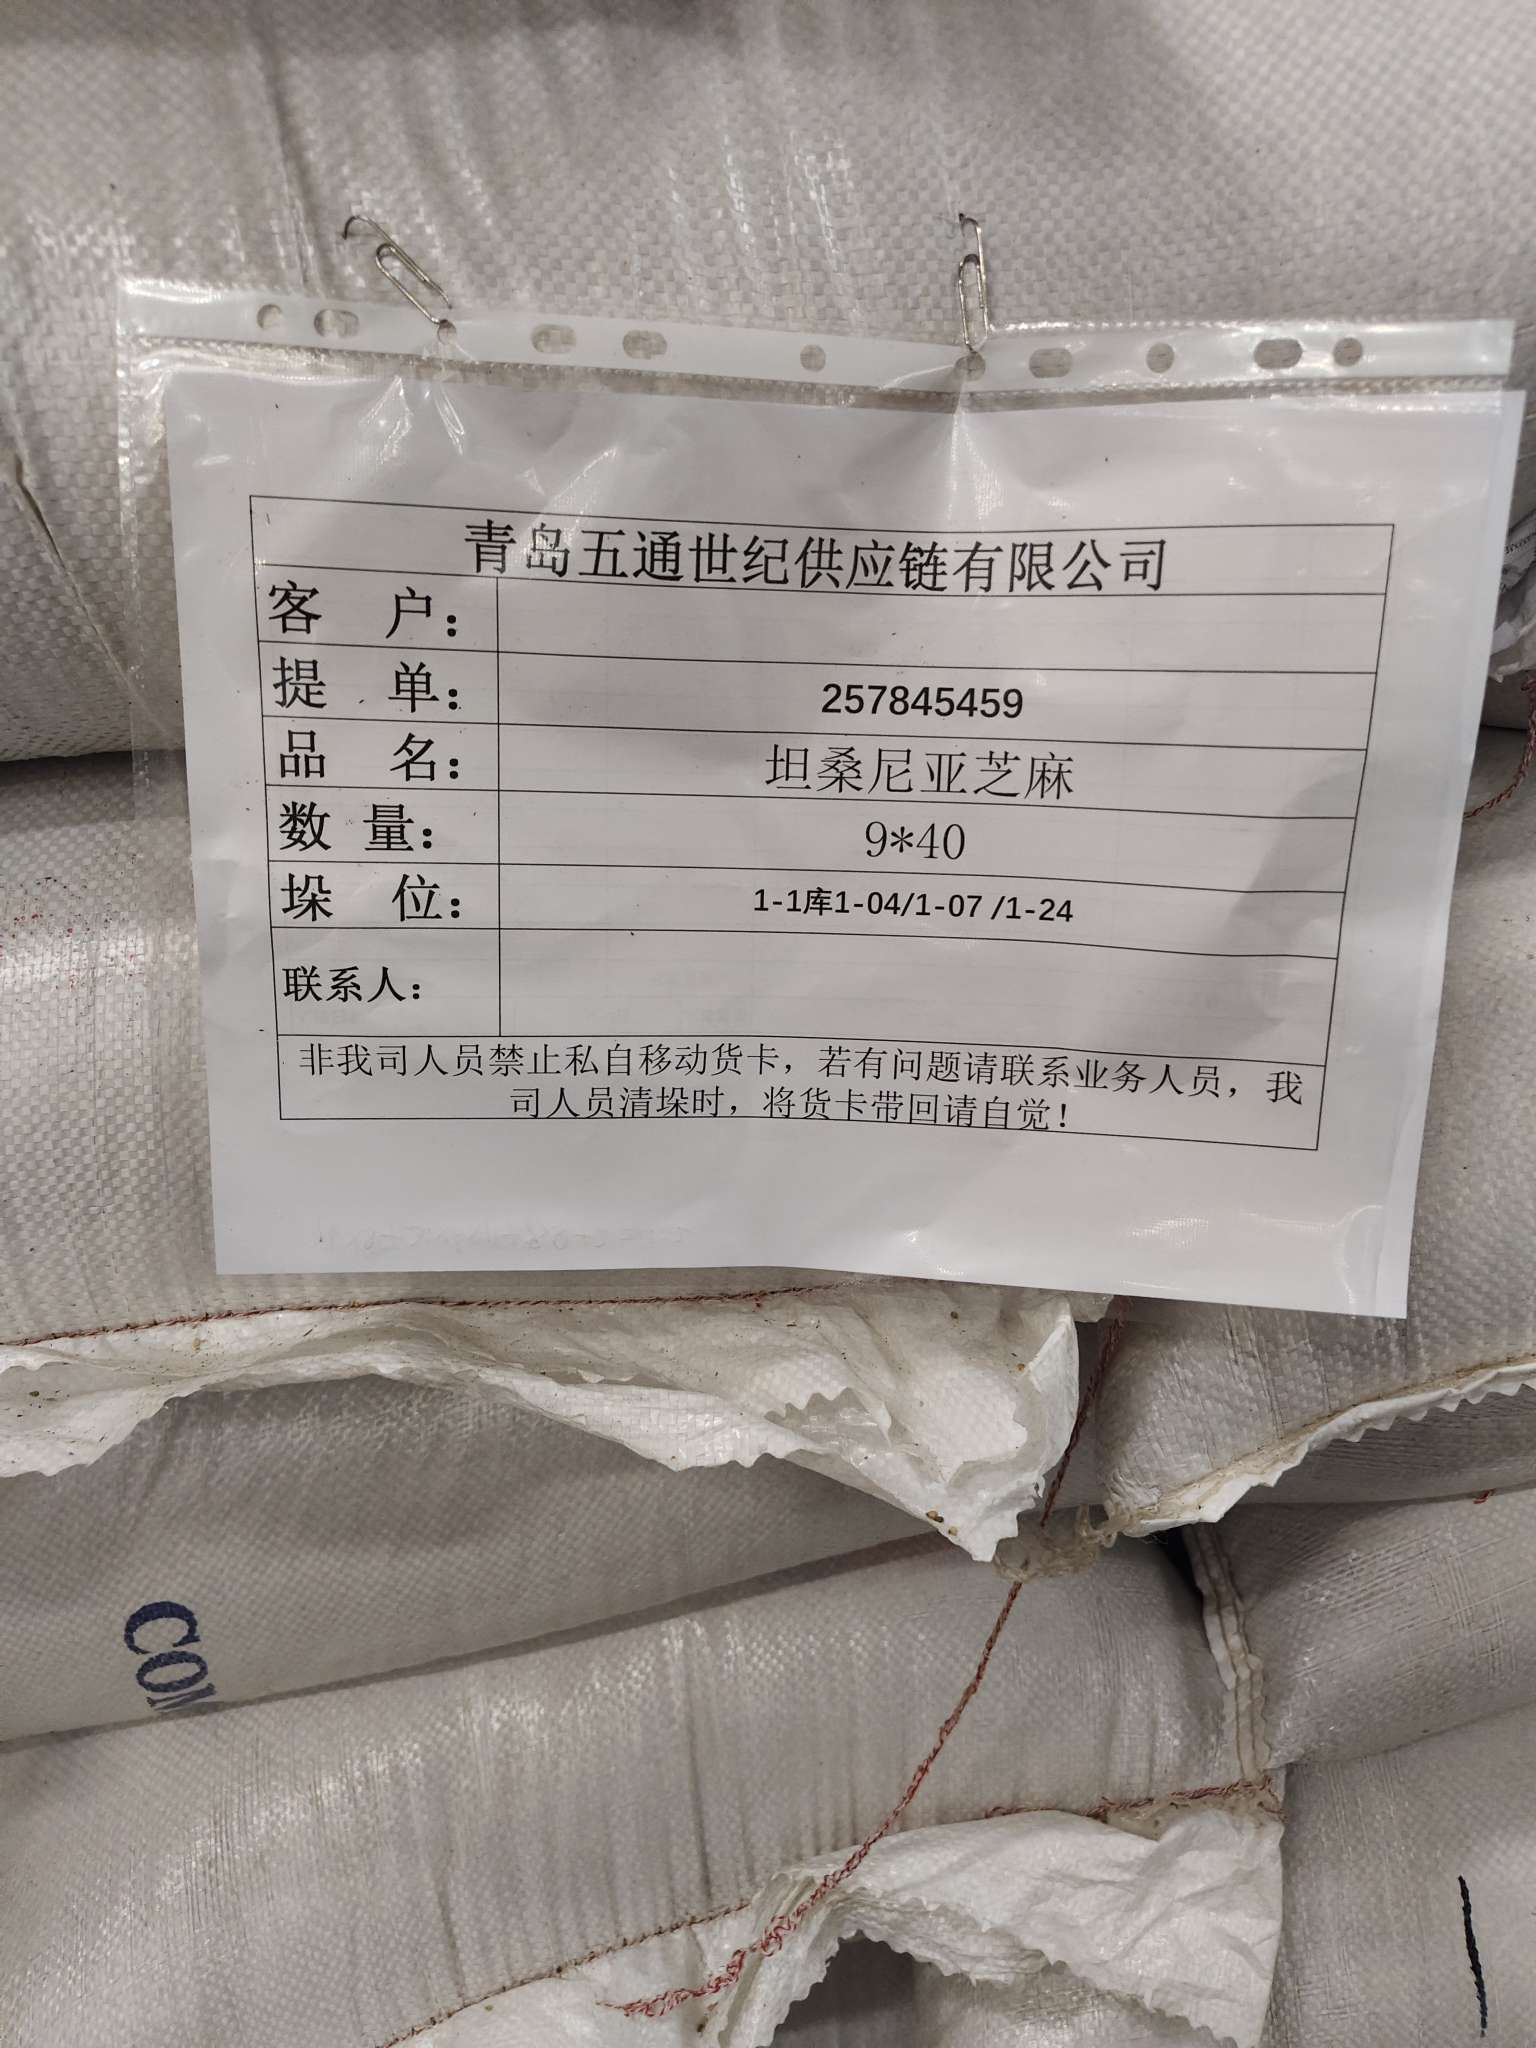 青岛五通世纪供应链有限公司
客 户：
提 单： 257845459
品 名： 坦桑尼亚芝麻
数 量： 9*40
垛 位： 1-1库1-04/1-07 /1-24
联系人：
非我司人员禁止私自移动货卡，若有问题请联系业务人员，我
司人员清垛时，将货卡带回请自觉！
COM